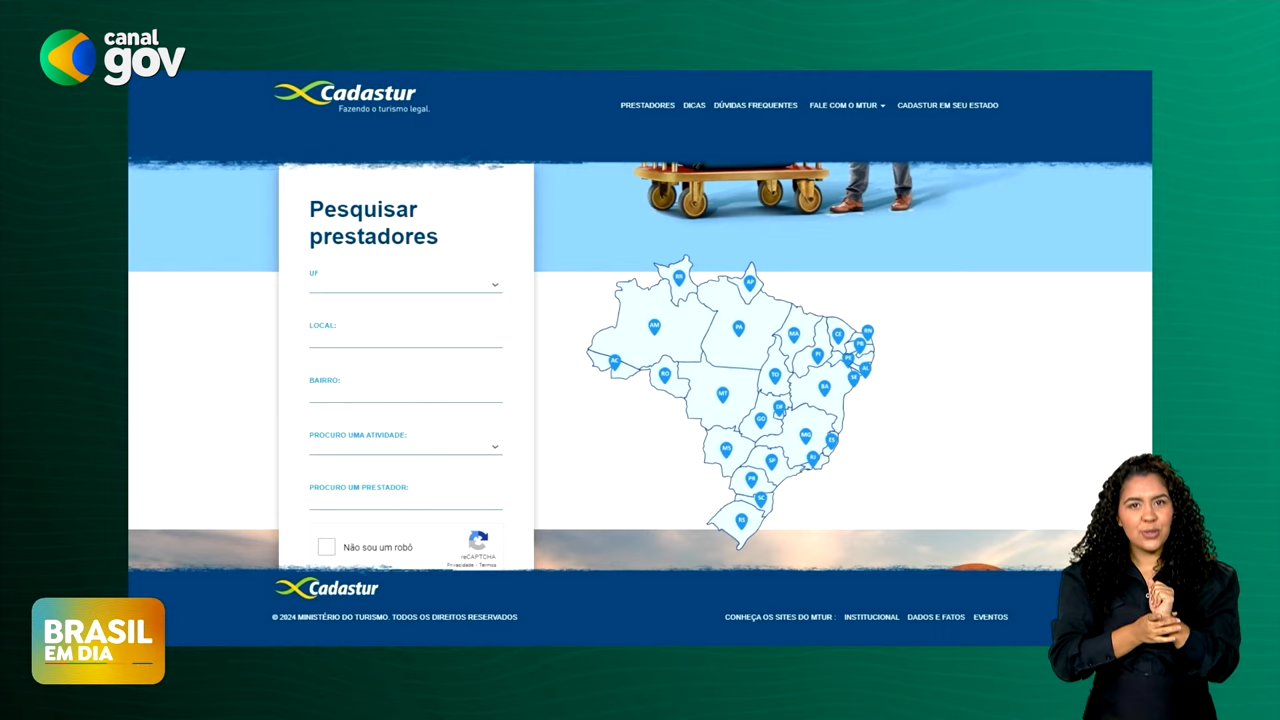 canal
gov
Cadastur
Fazendo o turismo legal.
PRESTADORES DICAS DÚVIDAS FREQUENTES FALE COM O MTUR CADASTUR EM SEU ESTADO
Pesquisar
prestadores
UF
LOCAL:
BAIRRO:
PROCURO UMA ATIVIDADE:
PROCURO UM PRESTADOR:
Não sou um robô
reCAPTCHA
Privacidade - Termos
RR
AP
AM
PA
MA
CE
RN
PB
PI
PE
AC
AL
RO
TO
SE
BA
MT
DF
GO
MG
ES
MS
SP
RJ
PR
SC
RS
Cadastur
© 2024 MINISTÉRIO DO TURISMO. TODOS OS DIREITOS RESERVADOS
CONHEÇA OS SITES DO MTUR : INSTITUCIONAL DADOS E FATOS EVENTOS
BRASIL
EM DIA